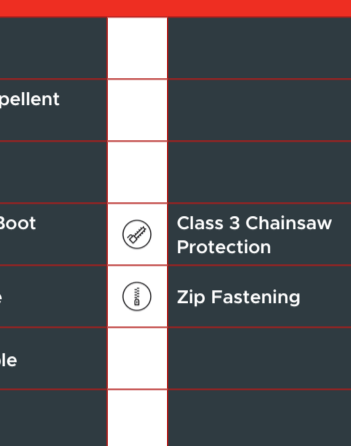 pellent
Boot
Class 3 Chainsaw
Protection
e
Zip Fastening
le